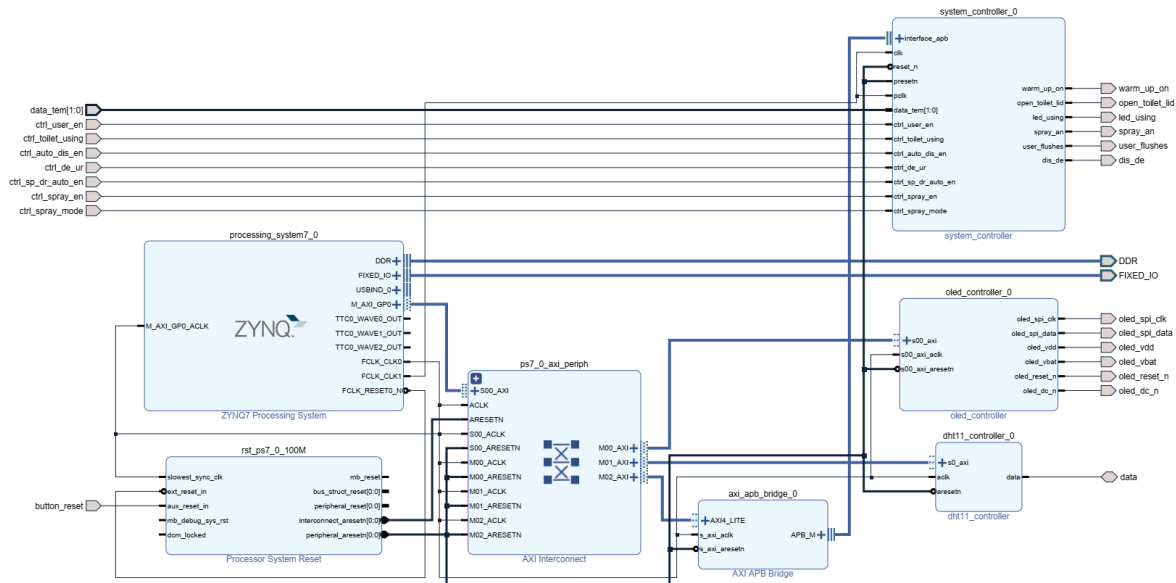 system_controller_0
interface_apb
clk
reset_n
presetn
pclk
data_tem[1:0]
ctrl_user_en
ctrl_toilet_using
ctrl_auto_dis_en
ctrl_de_ur
ctrl_sp_dr_auto_en
ctrl_spray_en
ctrl_spray_mode
warm_up_on
open_toilet_lid
led_using
spray_an
user_flushes
dis_de
system_controller
warm_up_on
open_toilet_lid
led_using
spray_an
user_flushes
dis_de
data_tem[1:0]
ctrl_user_en
ctrl_toilet_using
ctrl_auto_dis_en
ctrl_de_ur
ctrl_sp_dr_auto_en
ctrl_spray_en
ctrl_spray_mode
processing_system7_0
M_AXI_GP0_ACLK
ZYNQ
DDR
FIXED_IO
USBIND_0
M_AXI_GP0
TTC0_WAVE0_OUT
TTC0_WAVE1_OUT
TTC0_WAVE2_OUT
FCLK_CLK0
FCLK_CLK1
FCLK_RESET0_N
ZYNQ7 Processing System
DDR
FIXED_IO
oled_controller_0
s00_axi
s00_axi_aclk
s00_axi_aresetn
oled_spi_clk
oled_spi_data
oled_vdd
oled_vbat
oled_reset_n
oled_dc_n
oled_controller
oled_spi_clk
oled_spi_data
oled_vdd
oled_vbat
oled_reset_n
oled_dc_n
ps7_0_axi_periph
S00_AXI
ACLK
ARESETN
S00_ACLK
S00_ARESETN
M00_ACLK
M00_ARESETN
M01_ACLK
M01_ARESETN
M02_ACLK
M02_ARESETN
M00_AXI
M01_AXI
M02_AXI
AXI Interconnect
rst_ps7_0_100M
slowest_sync_clk
ext_reset_in
aux_reset_in
mb_debug_sys_rst
dcm_locked
mb_reset
bus_struct_reset[0:0]
peripheral_reset[0:0]
interconnect_aresetn[0:0]
peripheral_aresetn[0:0]
Processor System Reset
button_reset
dht11_controller_0
s0_axi
aclk
aresetn
data
dht11_controller
data
axi_apb_bridge_0
AXI4_LITE
s_axi_aclk
s_axi_aresetn
APB_M
AXI APB Bridge